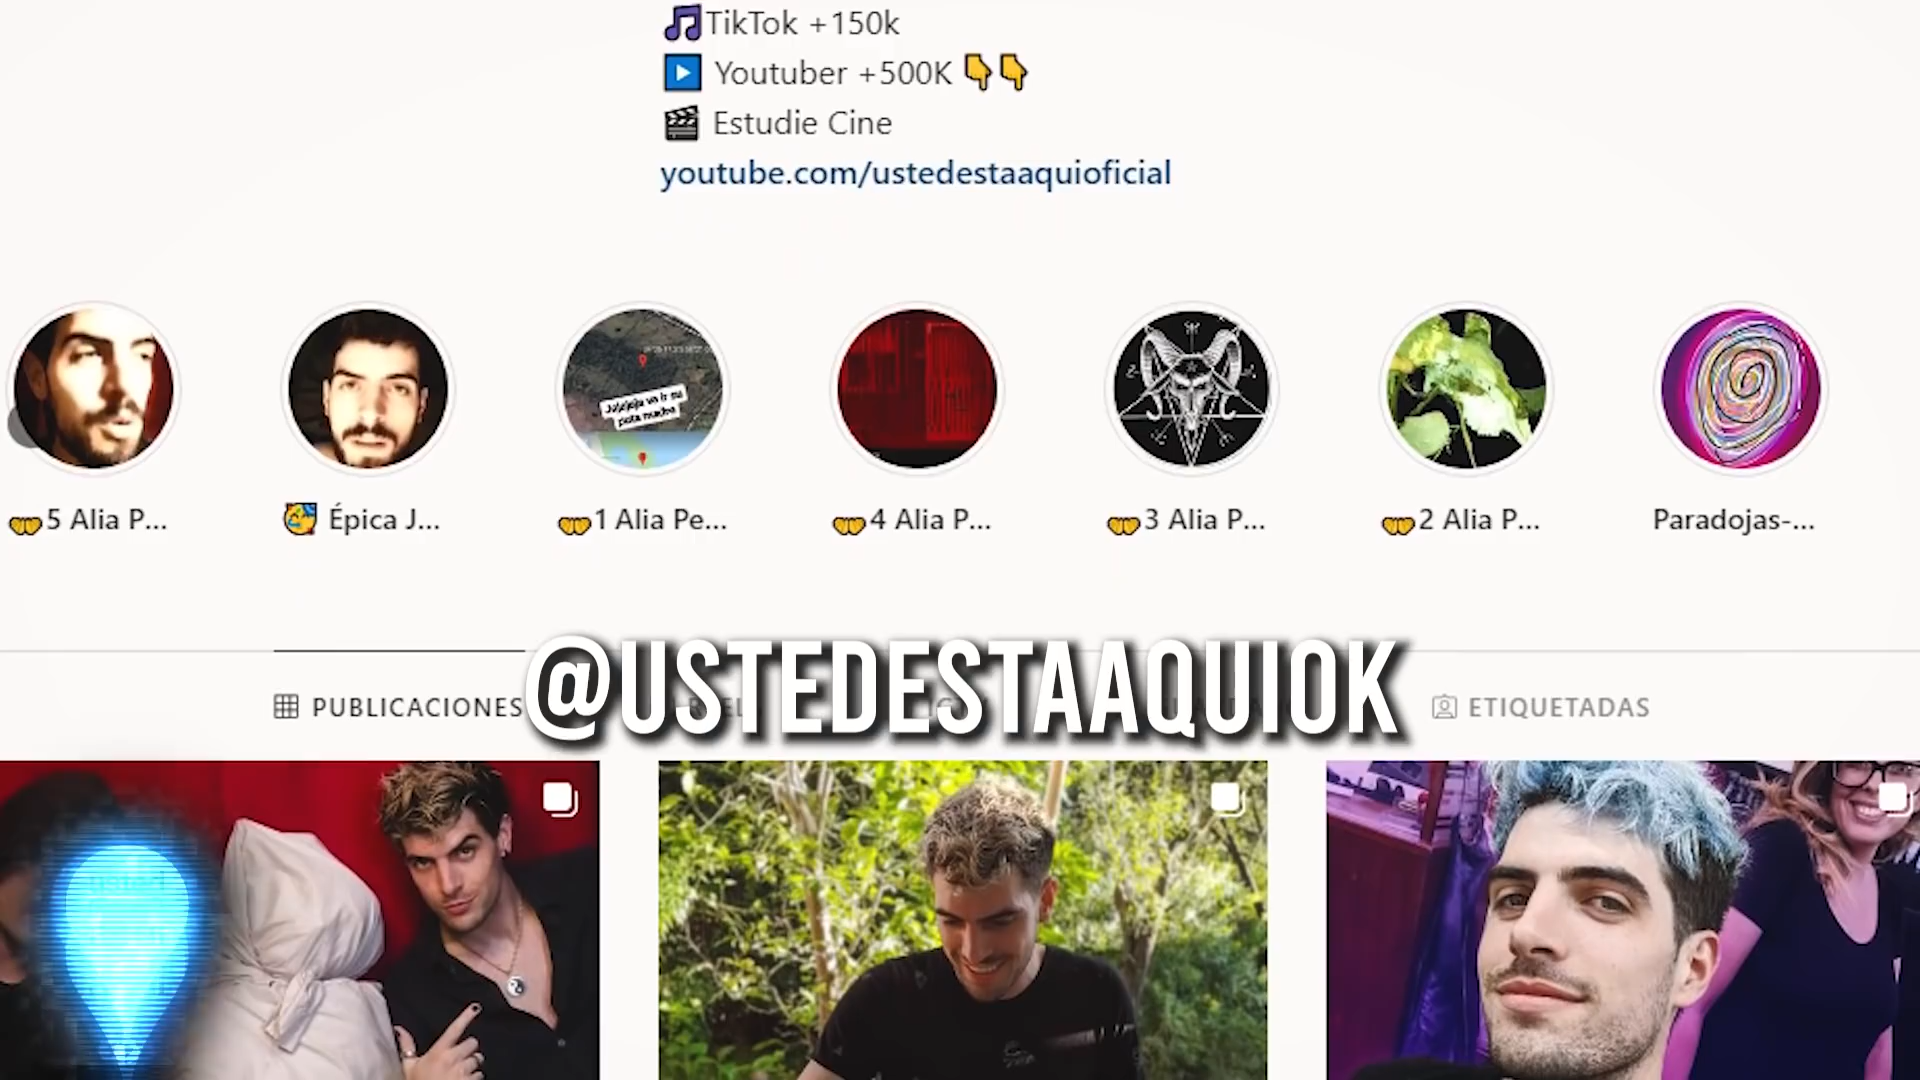 TikTok +150k
Youtuber +500K
Estudie Cine
youtube.com/ustedestaaquioficial
5 Alia P...
Épica J...
1 Alia Pe...
4 Alia P...
3 Alia P...
2 Alia P...
Paradojas-...
@USTEDESTAAQUIOK
PUBLICACIONES
ETIQUETADAS